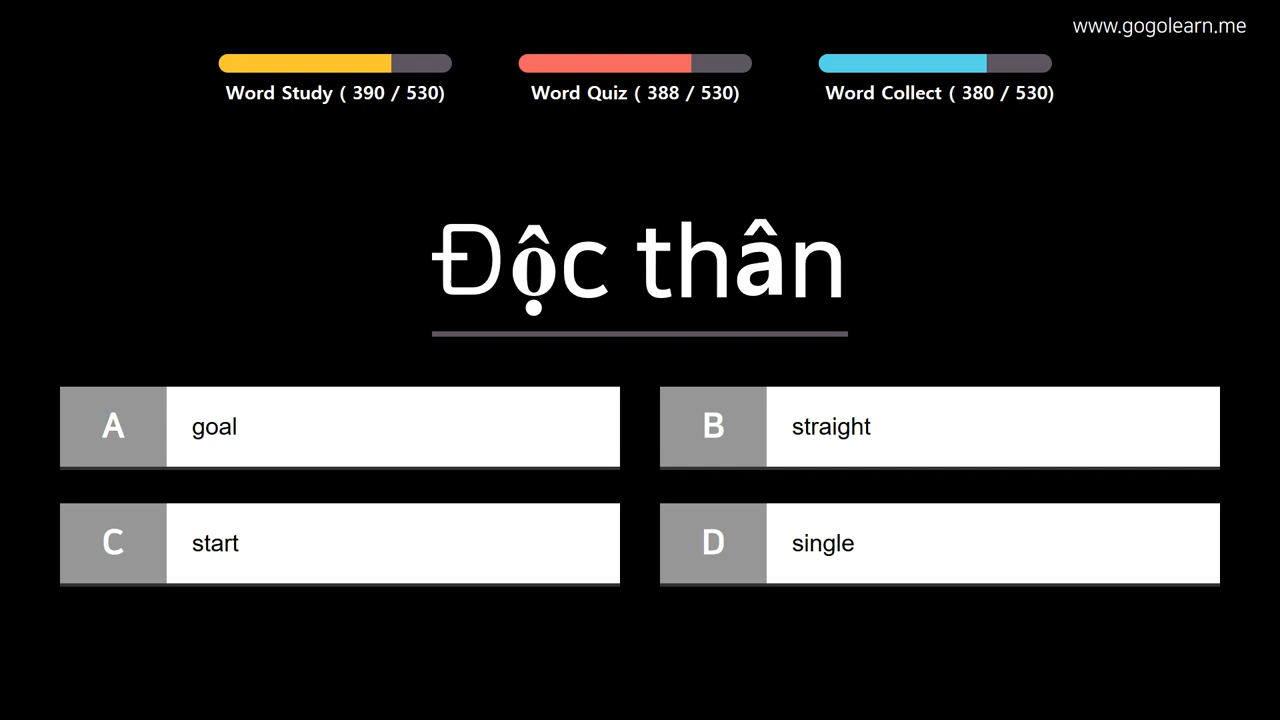 www.gogolearn.me
Word Study ( 390 / 530)
Word Quiz ( 388 / 530)
Word Collect ( 380 / 530)
Độc thân
A goal
B straight
C start
D single